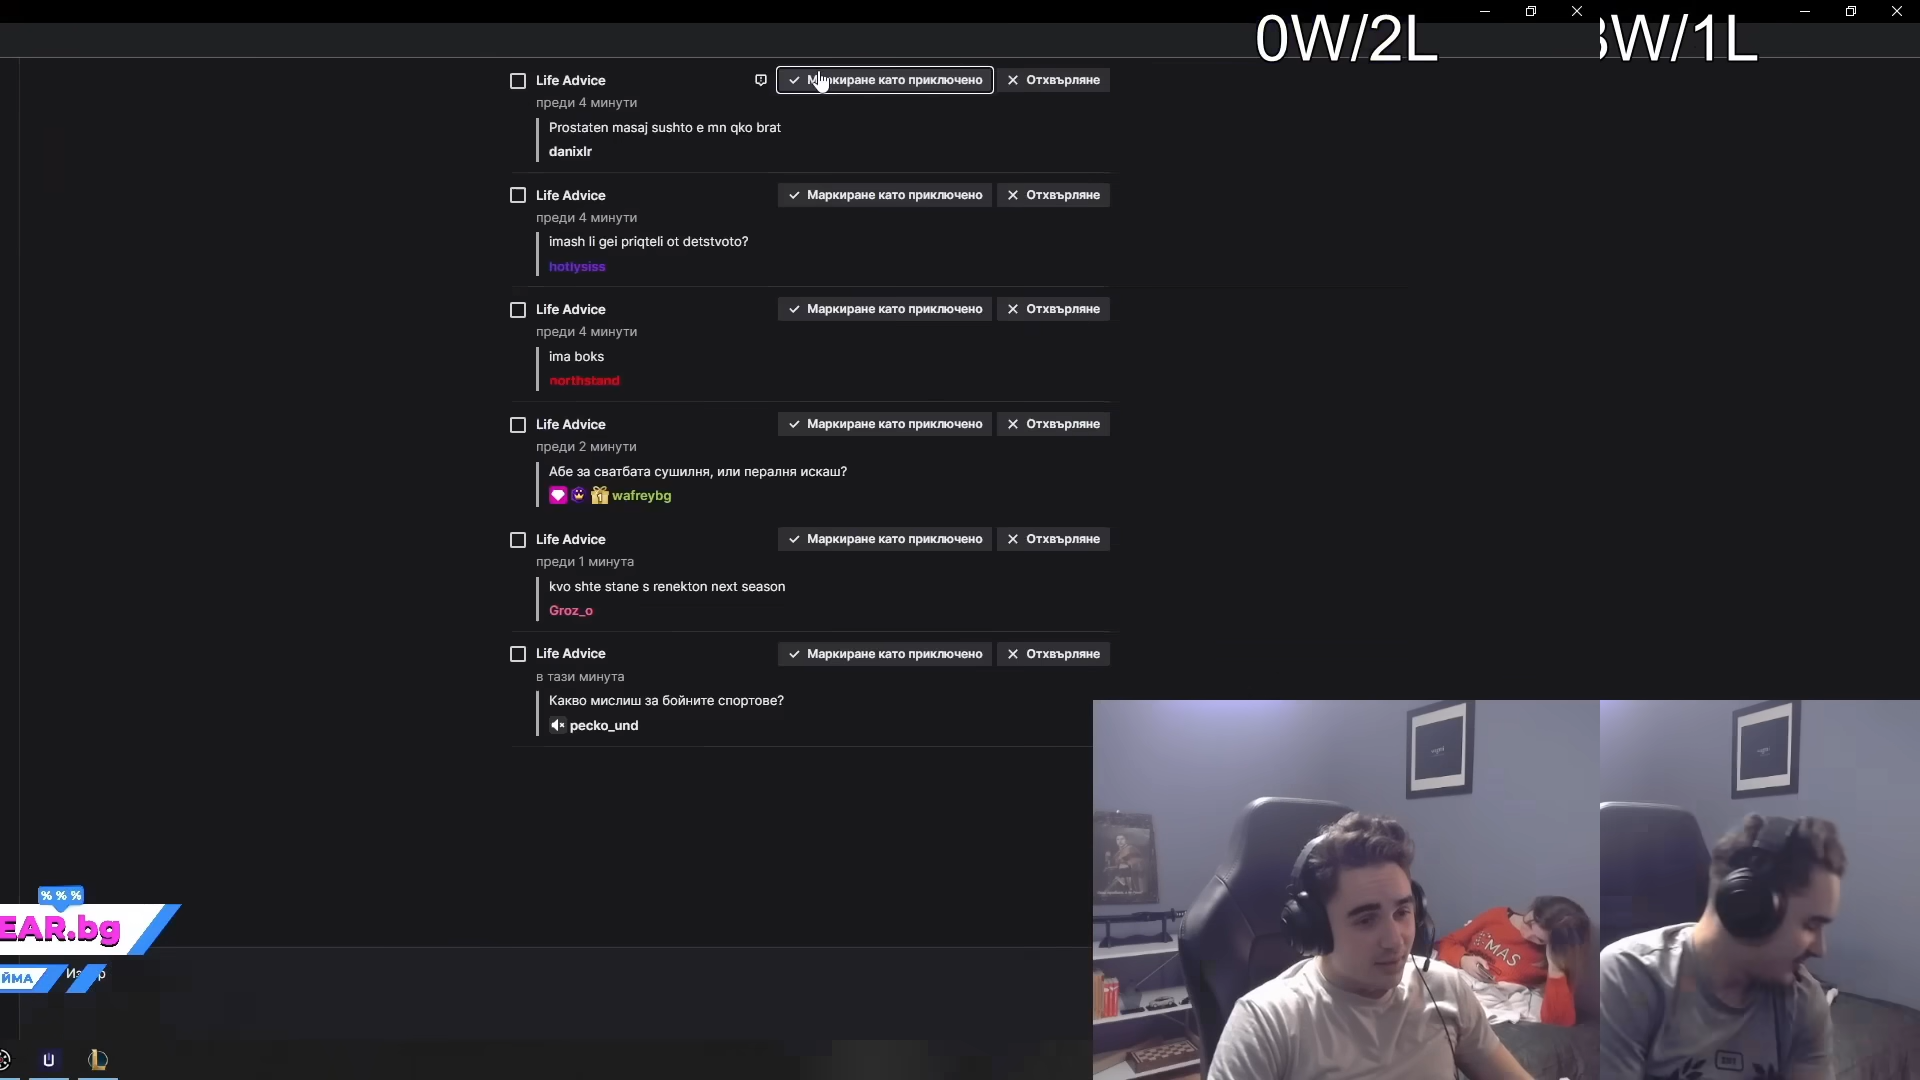 0W/2L
3W/1L
Life Advice
Маркиране като приключено
Отхвърляне
преди 4 минути
Prostaten masaj sushto e mn qko brat
danixlr
Life Advice
Маркиране като приключено
Отхвърляне
преди 4 минути
imash li gei priqteli ot detstvoto?
hotlysiss
Life Advice
Маркиране като приключено
Отхвърляне
преди 4 минути
ima boks
northstand
Life Advice
Маркиране като приключено
Отхвърляне
преди 2 минути
Абе за сватбата сушилня, или пералня искаш?
wafreybg
Life Advice
Маркиране като приключено
Отхвърляне
преди 1 минута
kvo shte stane s renekton next season
Groz_o
Life Advice
Маркиране като приключено
Отхвърляне
в тази минута
Какво мислиш за бойните спортове?
pecko_und
% % %
EAR.bg
ЙМА
MAS